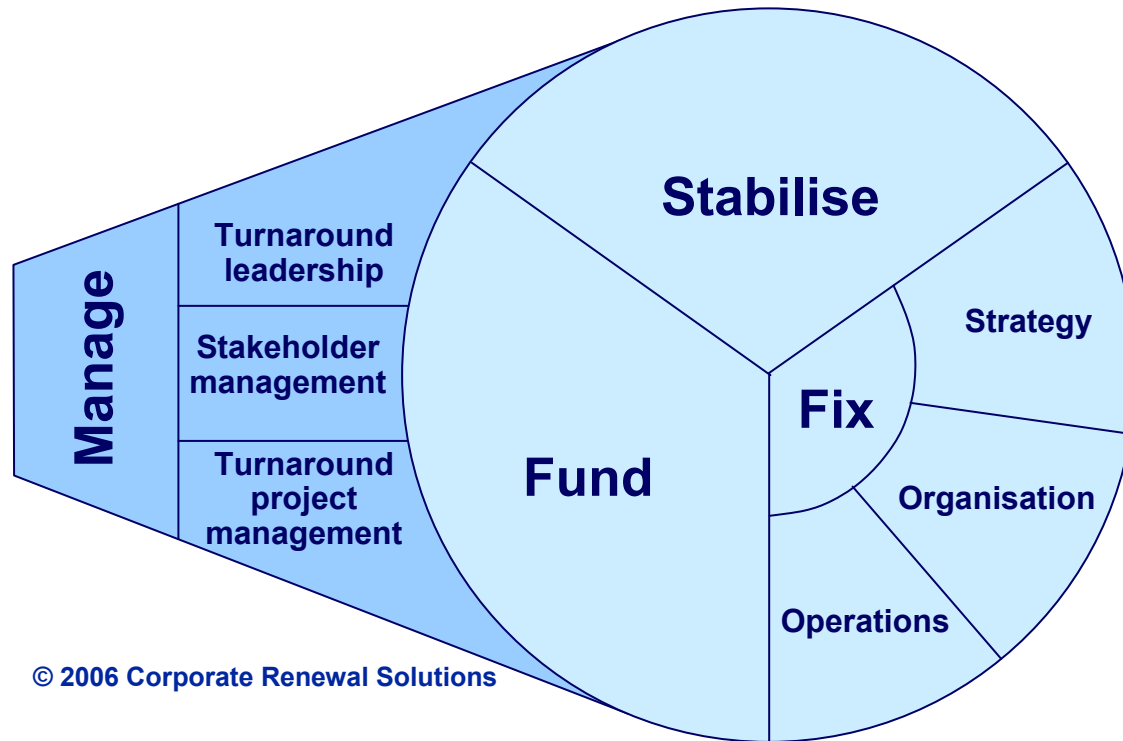 Manage
Turnaround
leadership
Stakeholder
management
Turnaround
project
management
Stabilise
Fund
Fix
Strategy
Organisation
Operations
© 2006 Corporate Renewal Solutions